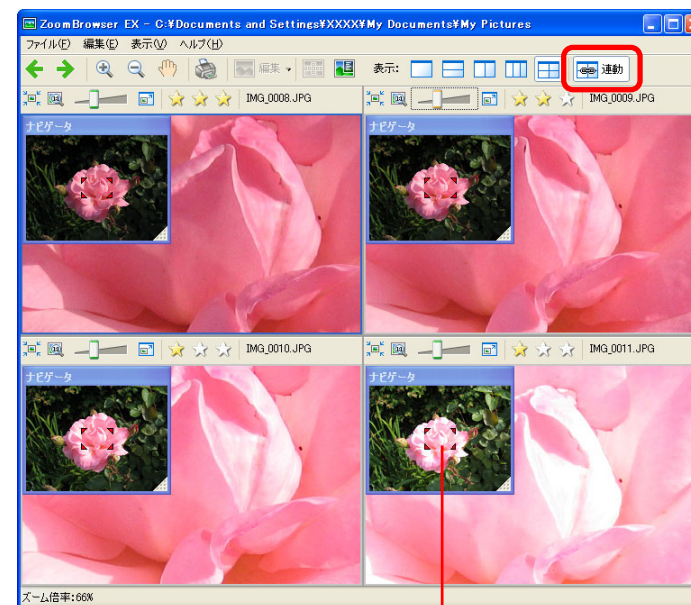 ZoomBrowser EX - C:¥Documents and Settings¥XXXX¥My Documents¥My Pictures
ファイル(F) 編集(E) 表示(V) ヘルプ(H)
編集 表示: 連動
IMG_0008.JPG
IMG_0009.JPG
ナビゲータ
ナビゲータ
IMG_0010.JPG
IMG_0011.JPG
ナビゲータ
ナビゲータ
ズーム倍率:66%